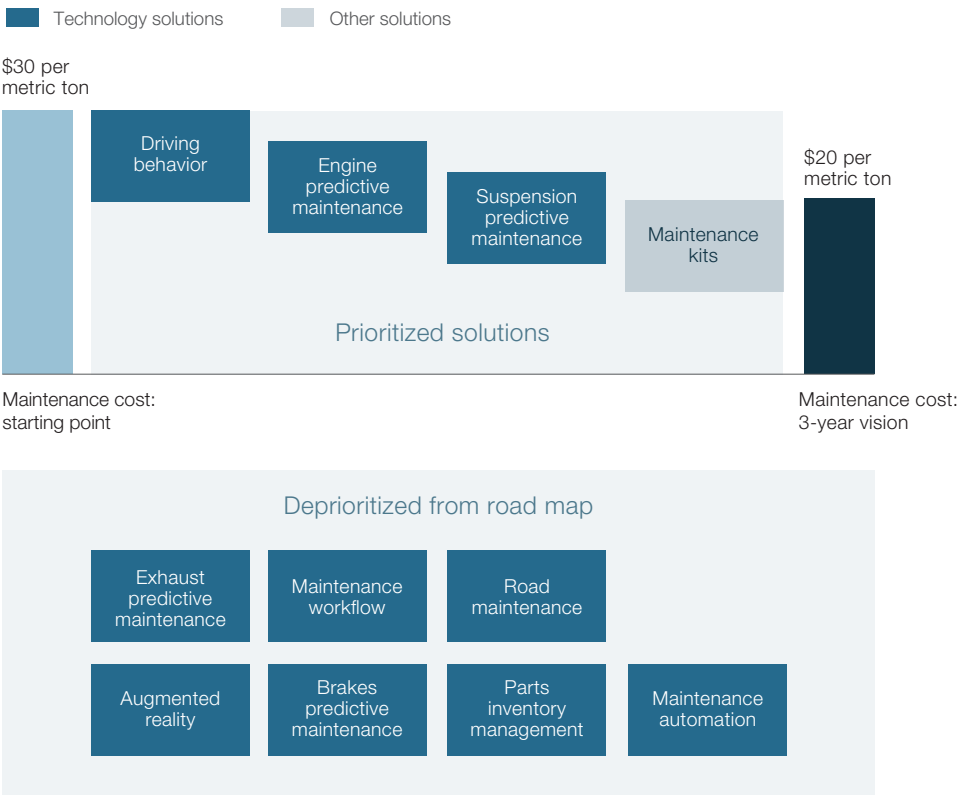 Technology solutions
Other solutions
$30 per
metric ton
Driving
behavior
Engine
predictive
maintenance
Suspension
predictive
maintenance
Maintenance
kits
$20 per
metric ton
Prioritized solutions
Maintenance cost:
starting point
Maintenance cost:
3-year vision
Deprioritized from road map
Exhaust
predictive
maintenance
Maintenance
workflow
Road
maintenance
Augmented
reality
Brakes
predictive
maintenance
Parts
inventory
management
Maintenance
automation